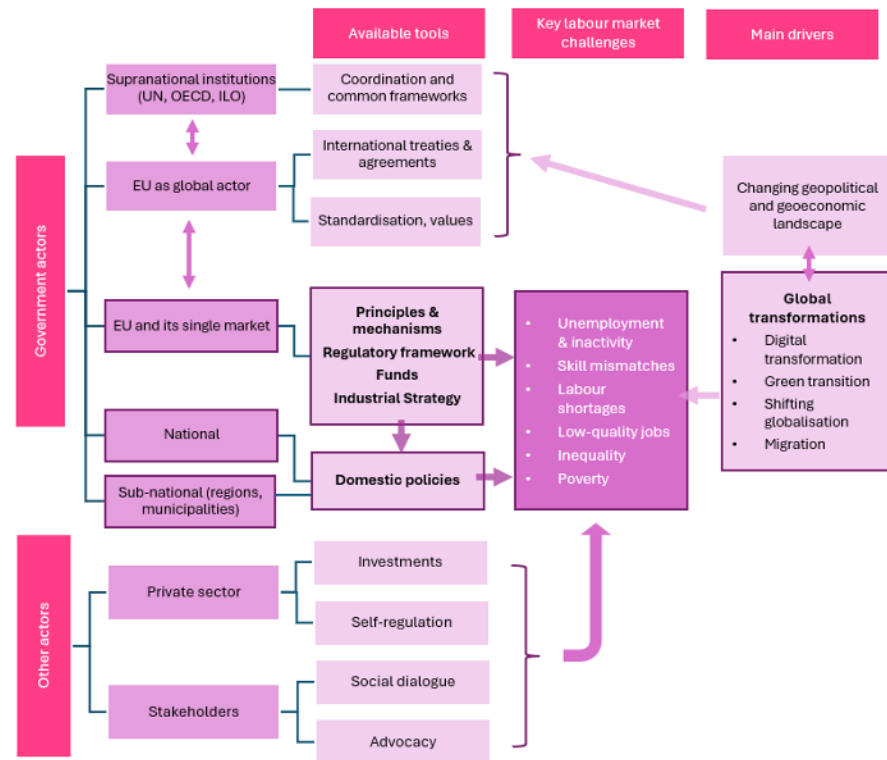 Available tools
Key labour market
challenges
Main drivers
Government actors
Supranational institutions
(UN, OECD, ILO)
Coordination and
common frameworks
EU as global actor
International treaties &
agreements
Standardisation, values
Changing geopolitical
and geoeconomic
landscape
EU and its single market
Principles &
mechanisms
Regulatory framework
Funds
Industrial Strategy
• Unemployment
& inactivity
• Skill mismatches
• Labour
shortages
• Low-quality jobs
• Inequality
• Poverty
Global
transformations
• Digital
transformation
• Green transition
• Shifting
globalisation
• Migration
National
Sub-national (regions,
municipalities)
Domestic policies
Other actors
Private sector
Investments
Self-regulation
Stakeholders
Social dialogue
Advocacy